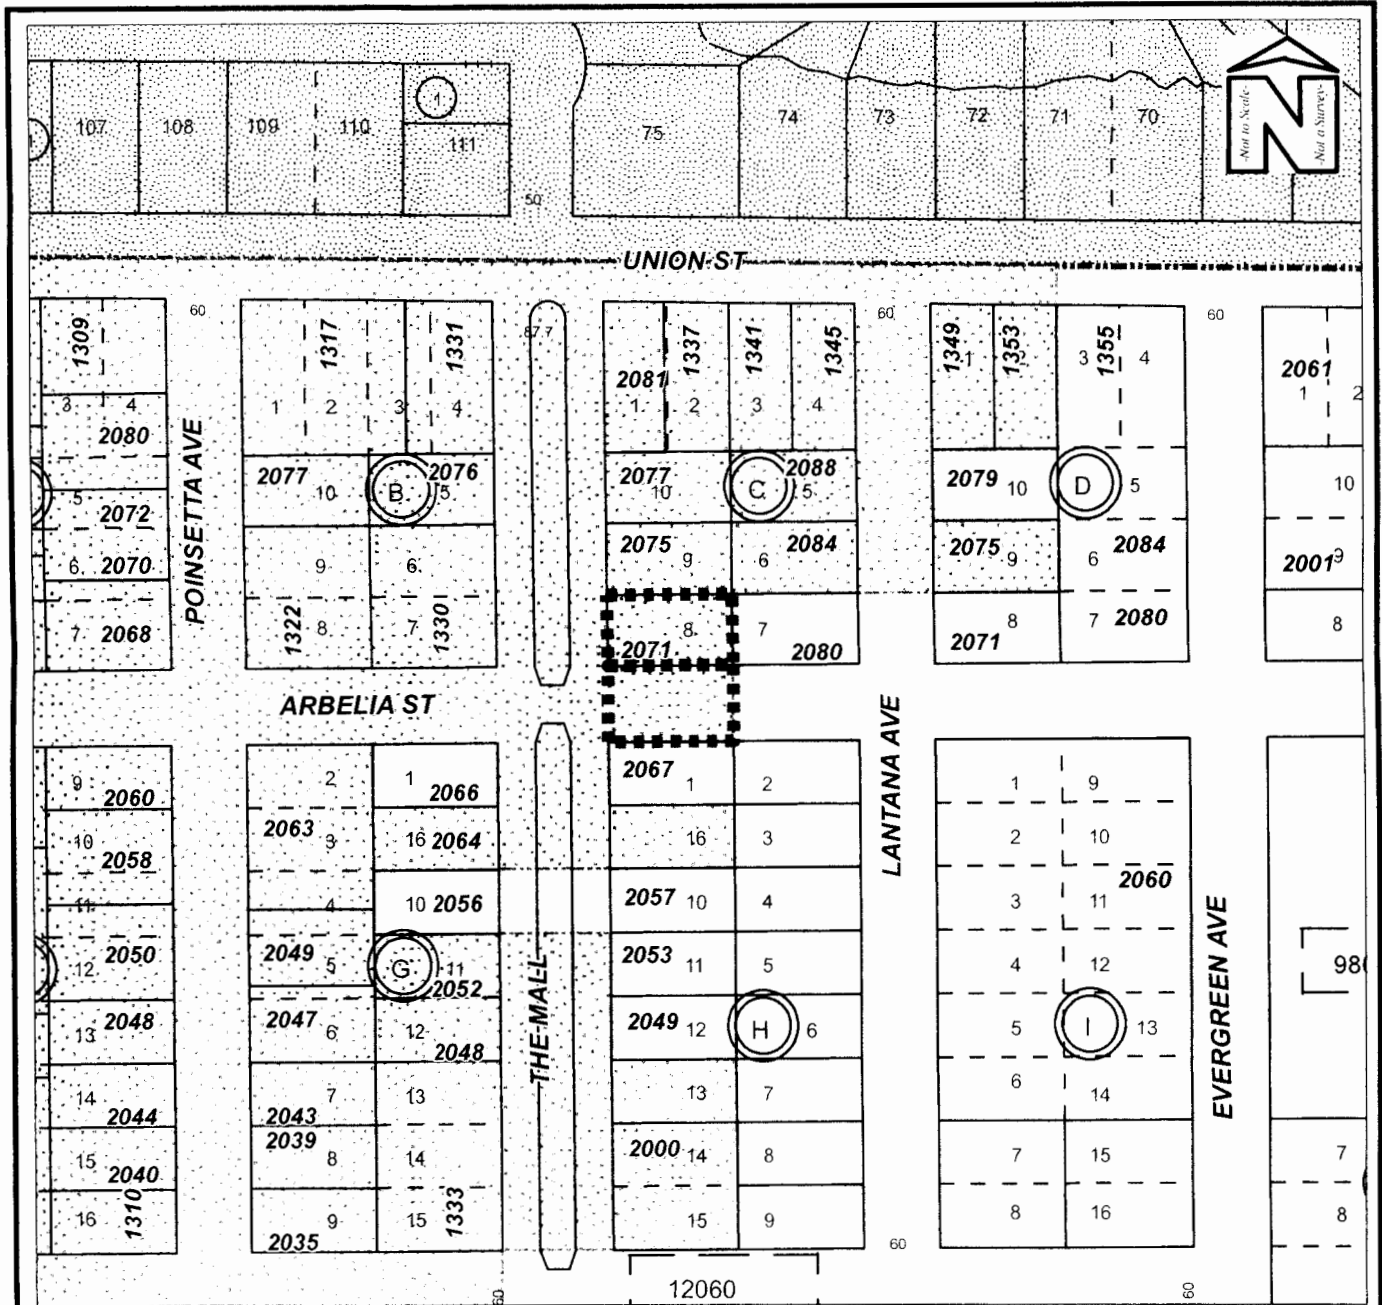 107 108 109 110 1 111 75 74 73 72 71 70
-Not to Scale-
-Not a Survey-
50
UNION ST
60 87.7 60 60
1309 1317 1331 1337 1341 1345 1349 1353 1355
2081 2061
3 4 1 2 3 4 1 2 3 4 1 3 4 1 2
2080
POINSETTA AVE
2077 10 B 2076 5 2077 10 C 2088 5 2079 10 D 5 10
5 2072
2075 9 6 2084 2075 9 6 2084 2001 9
6 2070 9 6
7 2068 1322 8 7 1330 2071 8 7 2080 2071 8 7 2080 8
ARBELIA ST
LANTANA AVE
9 2060 2 1 2066 2067 1 2 1 9
10 2058 2063 3 16 2064 16 3 2 10
11 4 10 2056 2057 10 4 3 11 2060
12 2050 2049 5 G 11 2052 2053 11 5 4 12
THE MALL
EVERGREEN AVE
980
13 2048 2047 6 12 2048 2049 12 H 6 5 I 13
14 2044 2043 7 13 13 7 6 14
15 2040 2039 8 14 2000 14 8 7 15 7
16 1310 2035 9 15 1333 15 9 8 16 8
60
12060
60 60